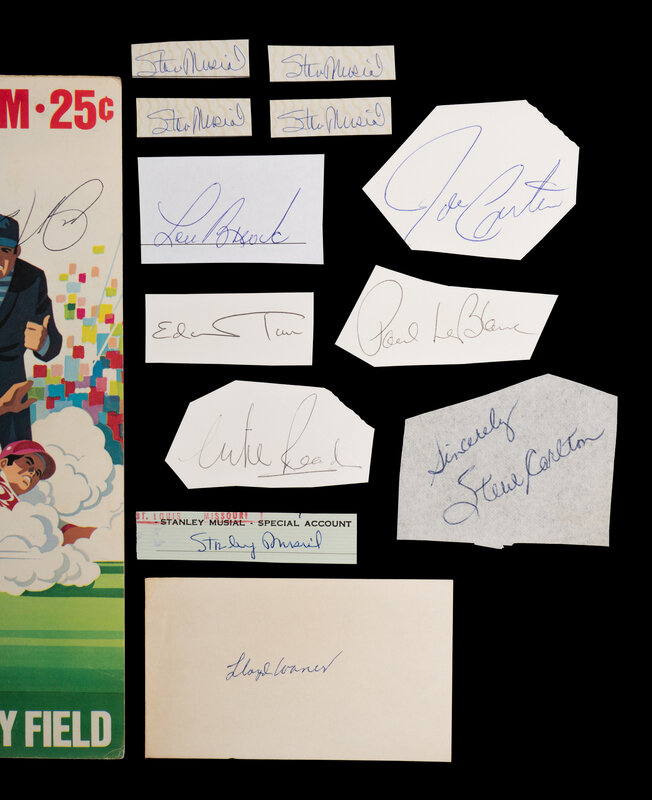 M · 25¢
Stan Musial
Stan Musial
Stan Musial
Stan Musial
Lou Brock
Joe Carter
Paul LeBlanc
Sincerely
Steve Carlton
ST. LOUIS MISSOURI
STANLEY MUSIAL - SPECIAL ACCOUNT
Stanley Musial
Lloyd Waner
Y FIELD